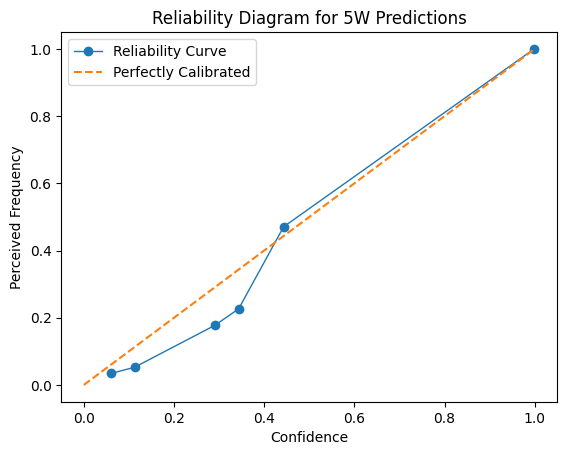 Reliability Diagram for 5W Predictions
Reliability Curve
Perfectly Calibrated
1.0
0.8
0.6
0.4
0.2
0.0
Perceived Frequency
0.0 0.2 0.4 0.6 0.8 1.0
Confidence